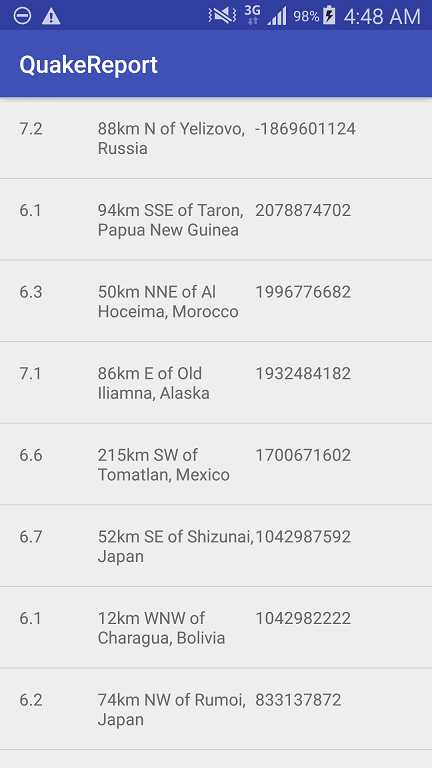 3G 98% 4:48 AM
QuakeReport
7.2 88km N of Yelizovo, -1869601124
Russia
6.1 94km SSE of Taron, 2078874702
Papua New Guinea
6.3 50km NNE of Al 1996776682
Hoceima, Morocco
7.1 86km E of Old 1932484182
Iliamna, Alaska
6.6 215km SW of 1700671602
Tomatlan, Mexico
6.7 52km SE of Shizunai, 1042987592
Japan
6.1 12km WNW of 1042982222
Charagua, Bolivia
6.2 74km NW of Rumoi, 833137872
Japan